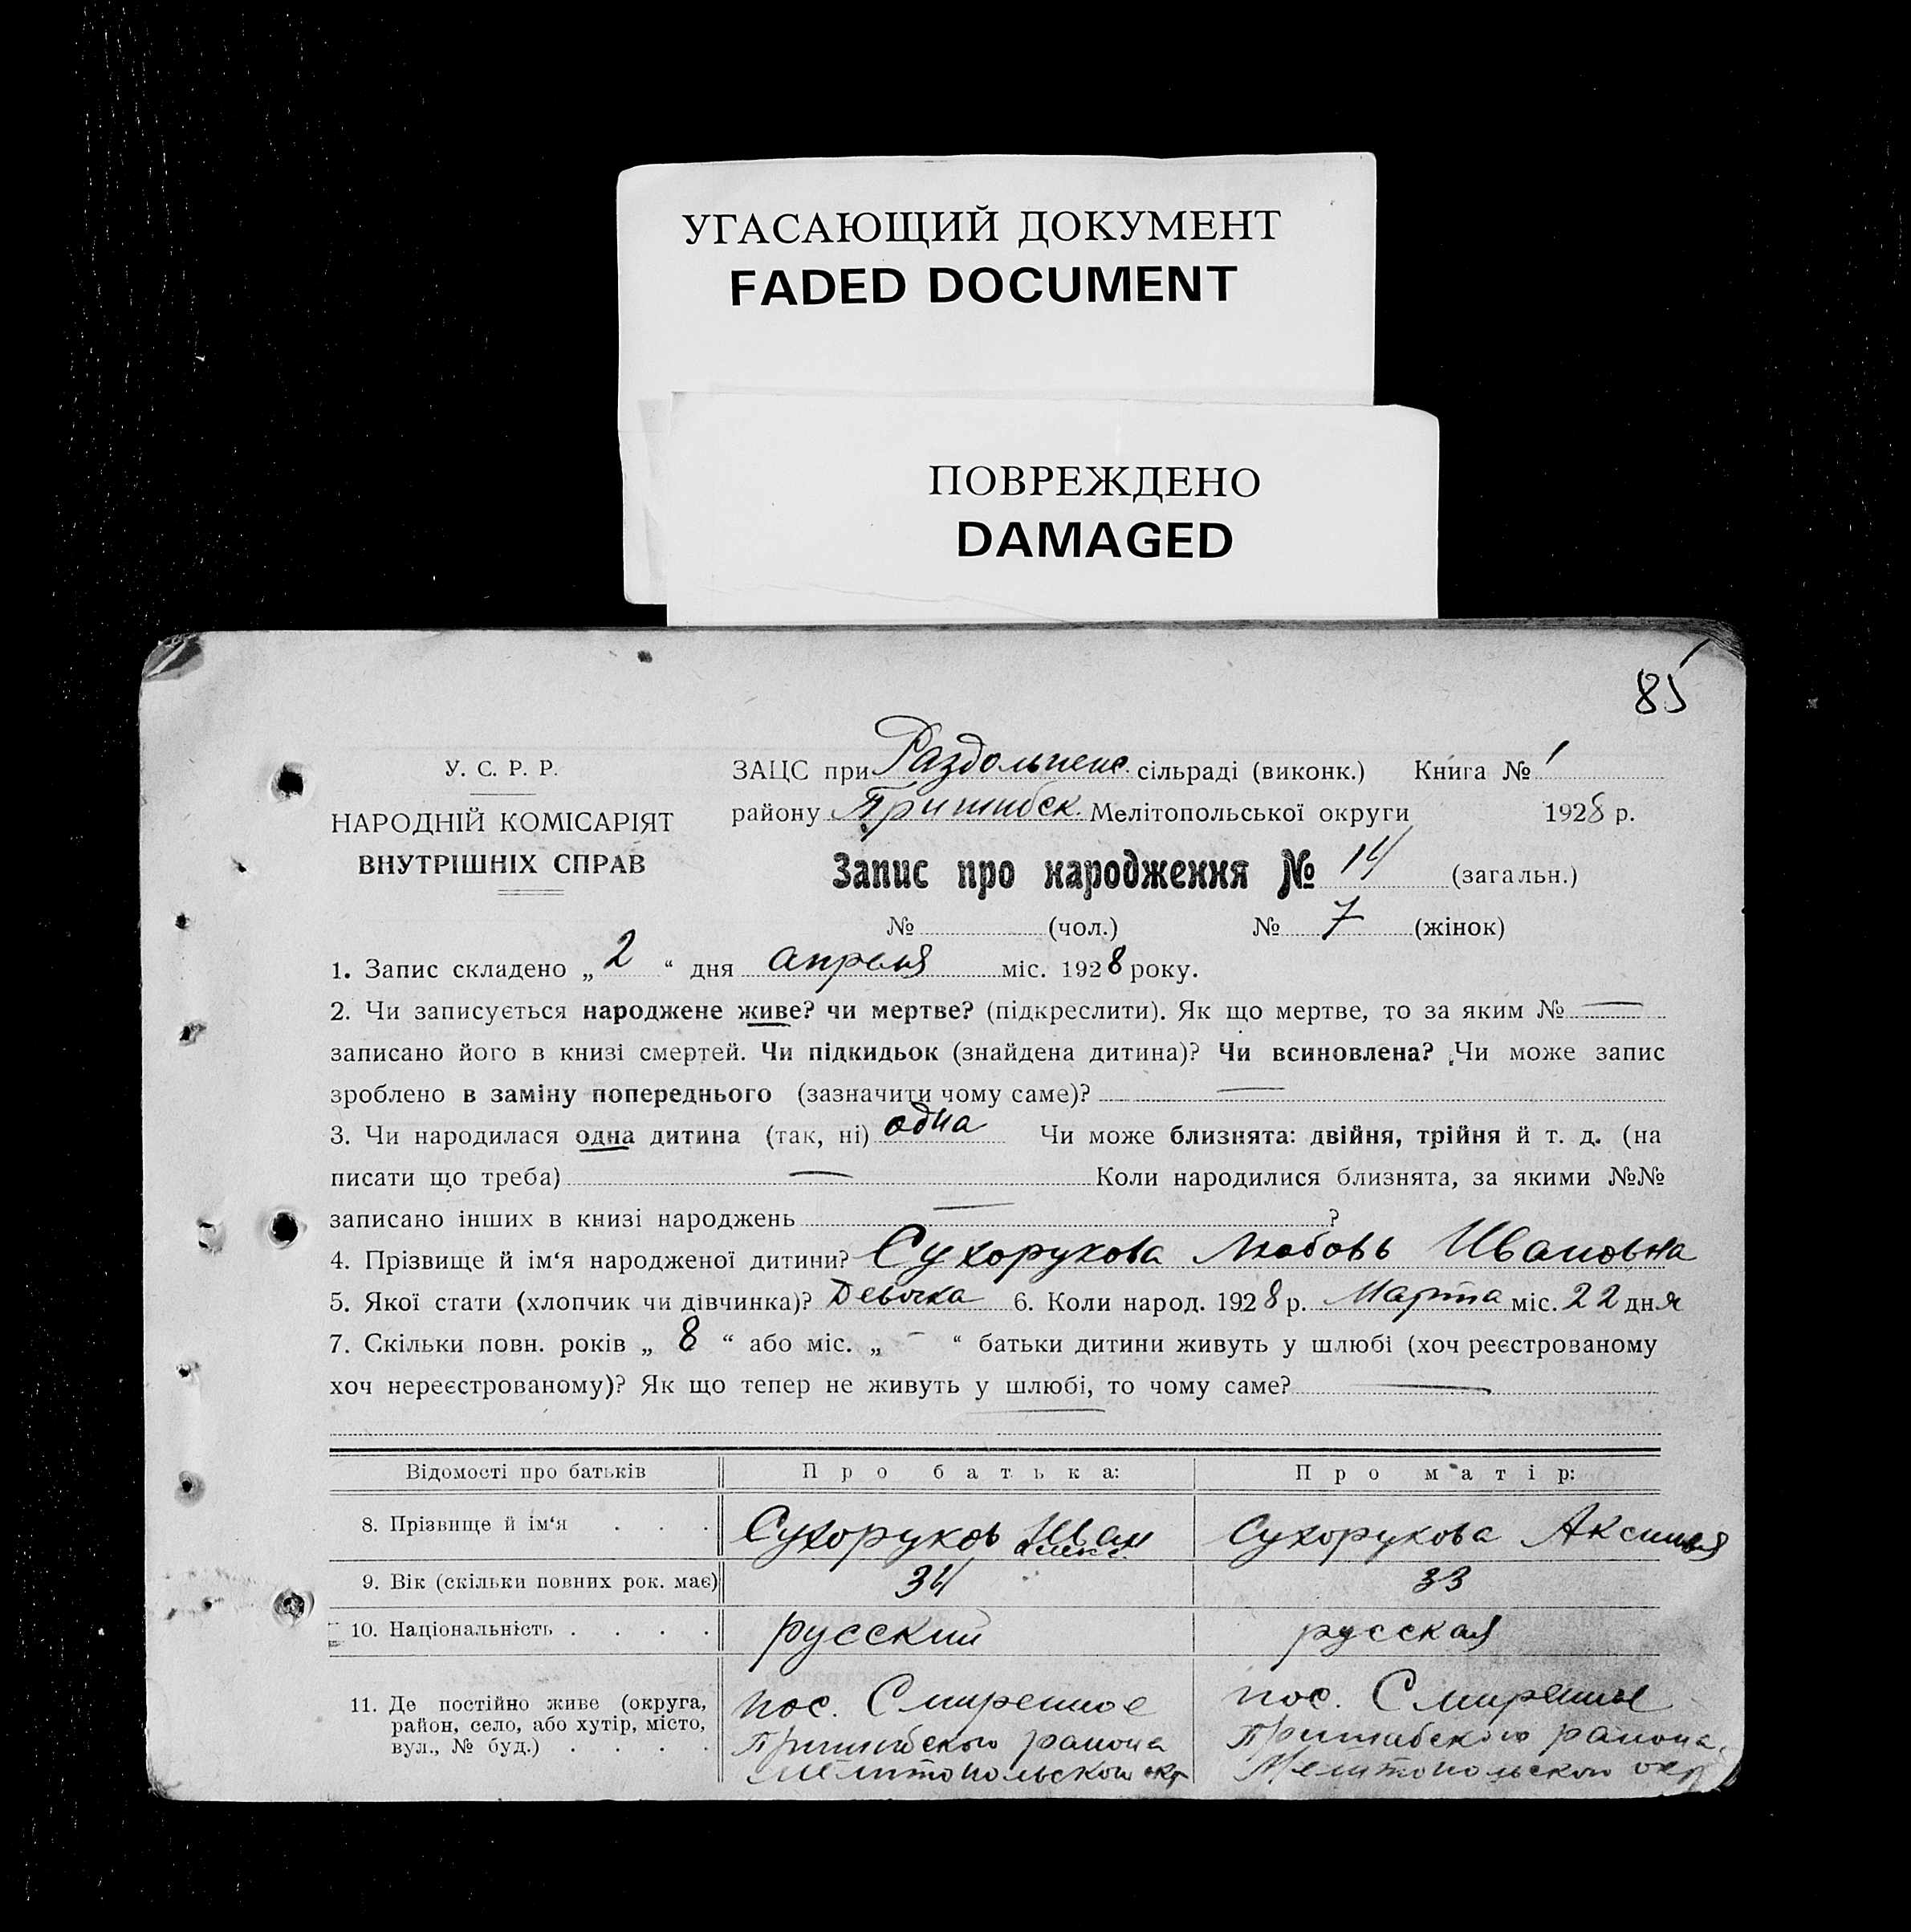 УГАСАЮЩИЙ ДОКУМЕНТ
FADED DOCUMENT
ПОВРЕЖДЕНО
DAMAGED
85
У. С. Р. Р.
НАРОДНІЙ КОМІСАРІЯТ
ВНУТРІШНІХ СПРАВ
ЗАЦС при Раздольненс. сільраді (виконк.) Книга № 1
району Пришибск. Мелітопольської округи 1928 р.
Запис про народження № 14 (загальн.)
№ (чол.) № 7 (жінок)
1. Запис складено „ 2 “ дня апреля міс. 1928 року.
2. Чи записується народжене живе? чи мертве? (підкреслити). Як що мертве, то за яким № —
записано його в книзі смертей. Чи підкидьок (знайдена дитина)? Чи всиновлена? Чи може запис
зроблено в заміну попереднього (зазначити чому саме)? —
3. Чи народилася одна дитина (так, ні) одна Чи може близнята: двійня, трійня й т. д. (на
писати що треба) — Коли народилися близнята, за якими №№
записано інших в книзі народжень — ?
4. Прізвище й ім‘я народженої дитини? Сухорукова Любовь Ивановна
5. Якої стати (хлопчик чи дівчинка)? Девочка 6. Коли народ. 1928 р. Марта міс. 22 дня
7. Скільки повн. років „ 8 “ або міс. „ - “ батьки дитини живуть у шлюбі (хоч реєстрованому
хоч нереєстрованому)? Як що тепер не живуть у шлюбі, то чому саме? —
Відомості про батьків Про батька: Про матір:
8. Прізвище й ім‘я . . . Сухоруков Иван Сухорукова Аксинья
9. Вік (скільки повних рок. має) 34 33
10. Національність . . . . русский русская
11. Де постійно живе (округа, пос. Смиренное пос. Смиренное
район, село, або хутір, місто, Пришибского района Пришибского района
вул., № буд.) . . . . Мелитопольской окр Мелитопольской окр